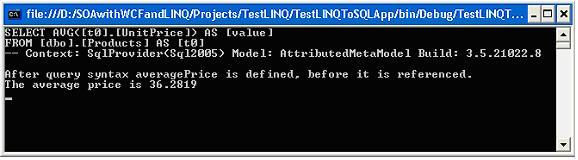 file:///D:/SOAwithWCFandLINQ/Projects/TestLINQ/TestLINQToSQLApp/bin/Debug/TestLINQT...
SELECT AVG([t0].[UnitPrice]) AS [value]
FROM [dbo].[Products] AS [t0]
-- Context: SqlProvider(Sql2005) Model: AttributedMetaModel Build: 3.5.21022.8
After query syntax averagePrice is defined, before it is referenced.
The average price is 36.2819